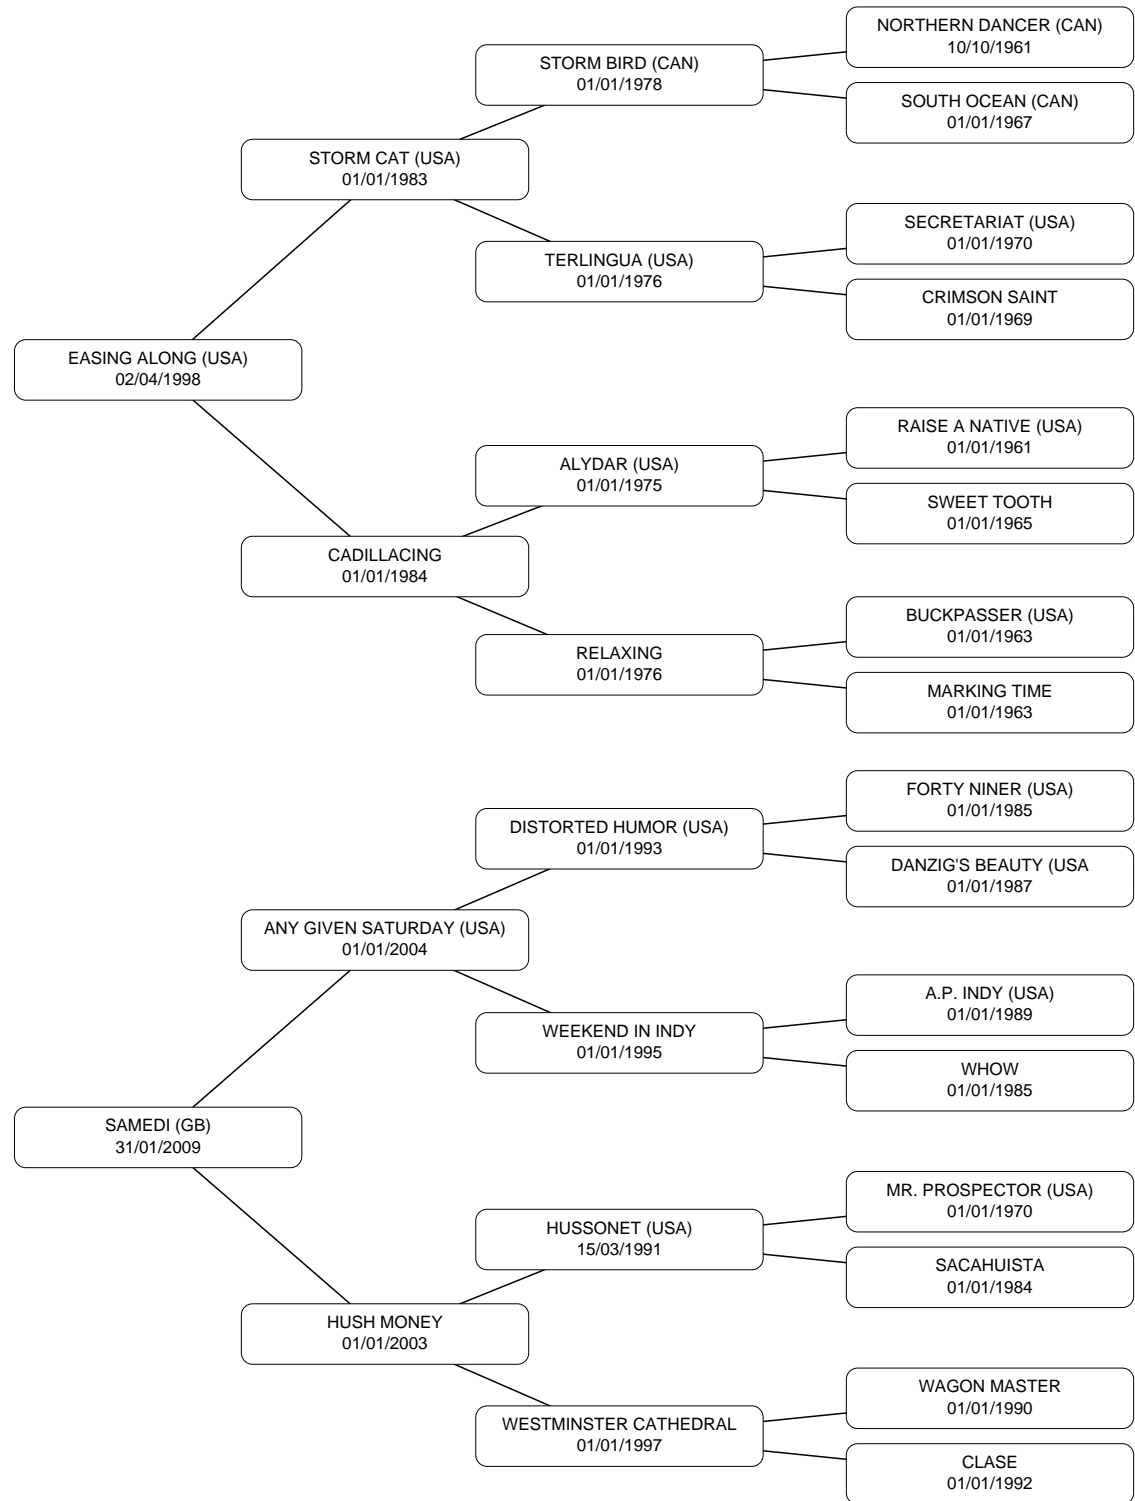 NORTHERN DANCER (CAN)
10/10/1961
STORM BIRD (CAN)
01/01/1978
SOUTH OCEAN (CAN)
01/01/1967
STORM CAT (USA)
01/01/1983
SECRETARIAT (USA)
01/01/1970
TERLINGUA (USA)
01/01/1976
CRIMSON SAINT
01/01/1969
EASING ALONG (USA)
02/04/1998
RAISE A NATIVE (USA)
01/01/1961
ALYDAR (USA)
01/01/1975
SWEET TOOTH
01/01/1965
CADILLACING
01/01/1984
BUCKPASSER (USA)
01/01/1963
RELAXING
01/01/1976
MARKING TIME
01/01/1963
FORTY NINER (USA)
01/01/1985
DISTORTED HUMOR (USA)
01/01/1993
DANZIG'S BEAUTY (USA
01/01/1987
ANY GIVEN SATURDAY (USA)
01/01/2004
A.P. INDY (USA)
01/01/1989
WEEKEND IN INDY
01/01/1995
WHOW
01/01/1985
SAMEDI (GB)
31/01/2009
MR. PROSPECTOR (USA)
01/01/1970
HUSSONET (USA)
15/03/1991
SACAHUISTA
01/01/1984
HUSH MONEY
01/01/2003
WAGON MASTER
01/01/1990
WESTMINSTER CATHEDRAL
01/01/1997
CLASE
01/01/1992